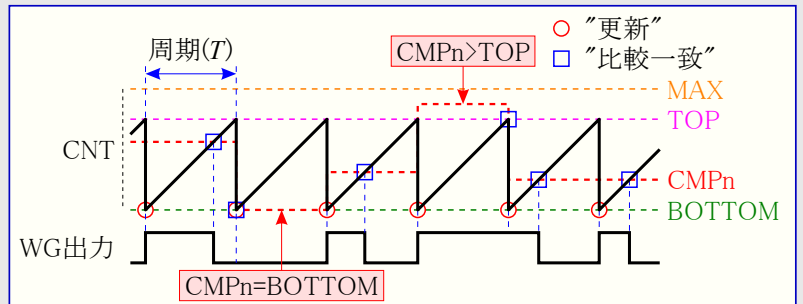 周期(T)
CMPn>TOP
"更新"
"比較一致"
MAX
TOP
CNT
CMPn
BOTTOM
WG出力
CMPn=BOTTOM